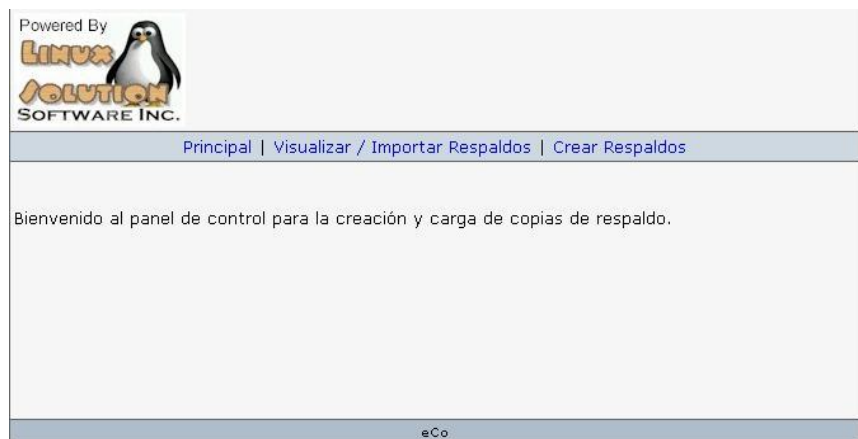 Powered By
LINUX
SOLUTION
SOFTWARE INC.
Principal | Visualizar / Importar Respaldos | Crear Respaldos
Bienvenido al panel de control para la creación y carga de copias de respaldo.
eCo